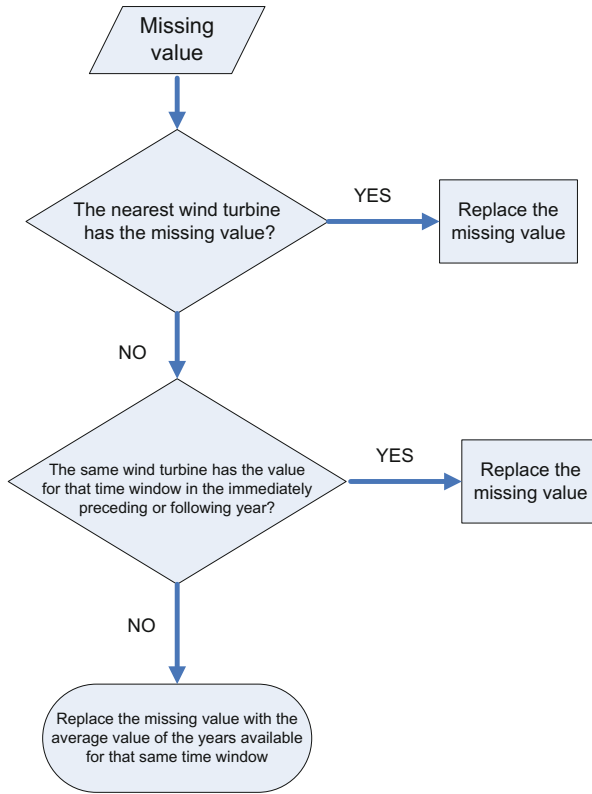 Missing
value
The nearest wind turbine
has the missing value?
YES
Replace the
missing value
NO
The same wind turbine has the value
for that time window in the immediately
preceding or following year?
YES
Replace the
missing value
NO
Replace the missing value with the
average value of the years available
for that same time window